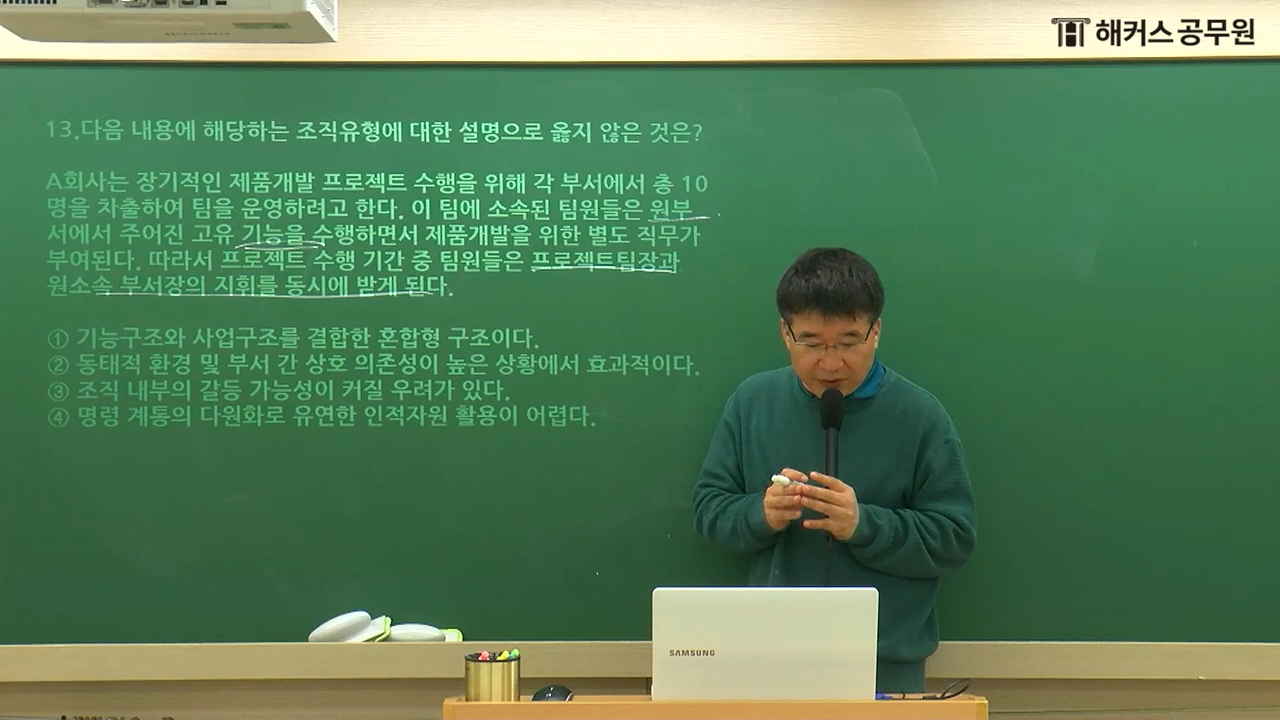 해커스공무원
13.다음 내용에 해당하는 조직유형에 대한 설명으로 옳지 않은 것은?
A회사는 장기적인 제품개발 프로젝트 수행을 위해 각 부서에서 총 10
명을 차출하여 팀을 운영하려고 한다. 이 팀에 소속된 팀원들은 원부
서에서 주어진 고유 기능을 수행하면서 제품개발을 위한 별도 직무가
부여된다. 따라서 프로젝트 수행 기간 중 팀원들은 프로젝트팀장과
원소속 부서장의 지휘를 동시에 받게 된다.
① 기능구조와 사업구조를 결합한 혼합형 구조이다.
② 동태적 환경 및 부서 간 상호 의존성이 높은 상황에서 효과적이다.
③ 조직 내부의 갈등 가능성이 커질 우려가 있다.
④ 명령 계통의 다원화로 유연한 인적자원 활용이 어렵다.
SAMSUNG